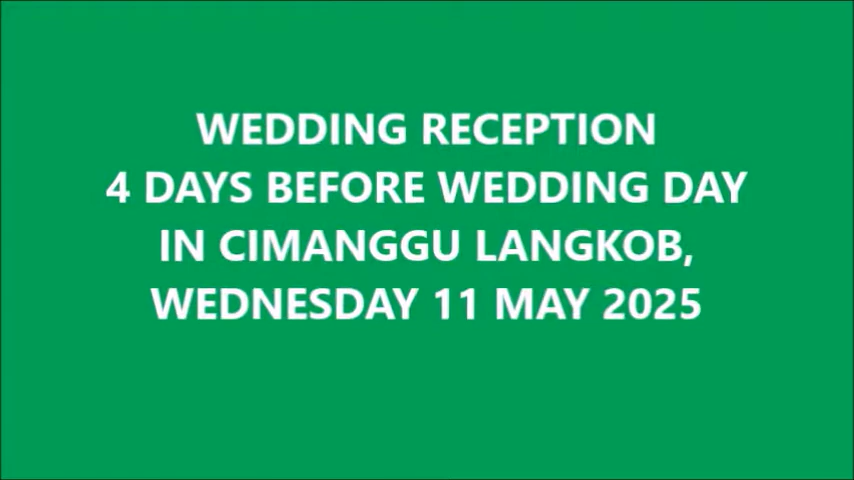 WEDDING RECEPTION
4 DAYS BEFORE WEDDING DAY
IN CIMANGGU LANGKOB,
WEDNESDAY 11 MAY 2025